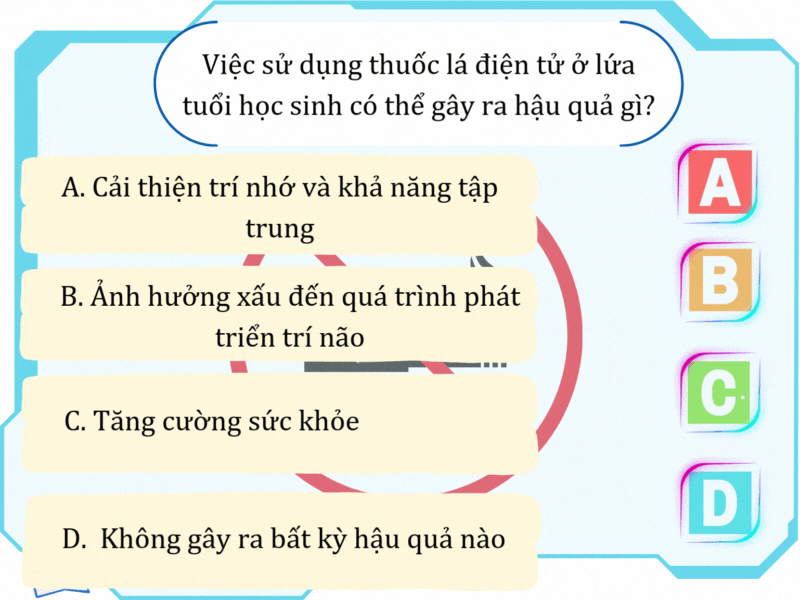 Việc sử dụng thuốc lá điện tử ở lứa
tuổi học sinh có thể gây ra hậu quả gì?
A. Cải thiện trí nhớ và khả năng tập
trung
B. Ảnh hưởng xấu đến quá trình phát
triển trí não
C. Tăng cường sức khỏe
D. Không gây ra bất kỳ hậu quả nào
A
B
C
D